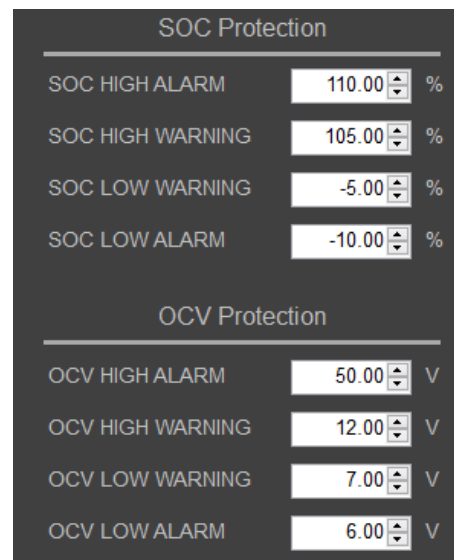 SOC Protection
SOC HIGH ALARM 110.00 %
SOC HIGH WARNING 105.00 %
SOC LOW WARNING -5.00 %
SOC LOW ALARM -10.00 %
OCV Protection
OCV HIGH ALARM 50.00 V
OCV HIGH WARNING 12.00 V
OCV LOW WARNING 7.00 V
OCV LOW ALARM 6.00 V